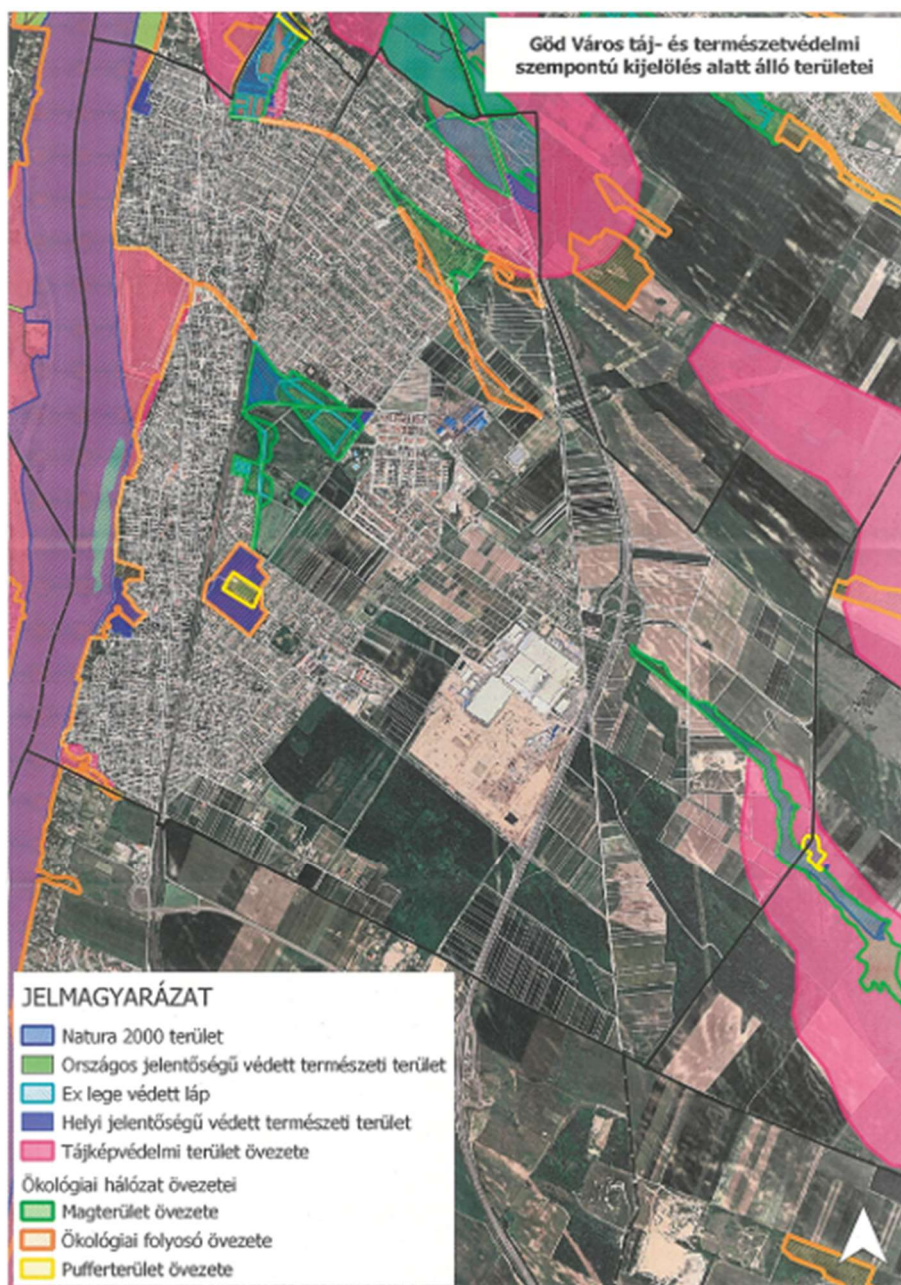 Göd Város táj- és természetvédelmi
szempontú kijelölés alatt álló területei
JELMAGYARÁZAT
Natura 2000 terület
Országos jelentőségű védett természeti terület
Ex lege védett láp
Helyi jelentőségű védett természeti terület
Tájképvédelmi terület övezete
Ökológiai hálózat övezetei
Magterület övezete
Ökológiai folyosó övezete
Pufferterület övezete